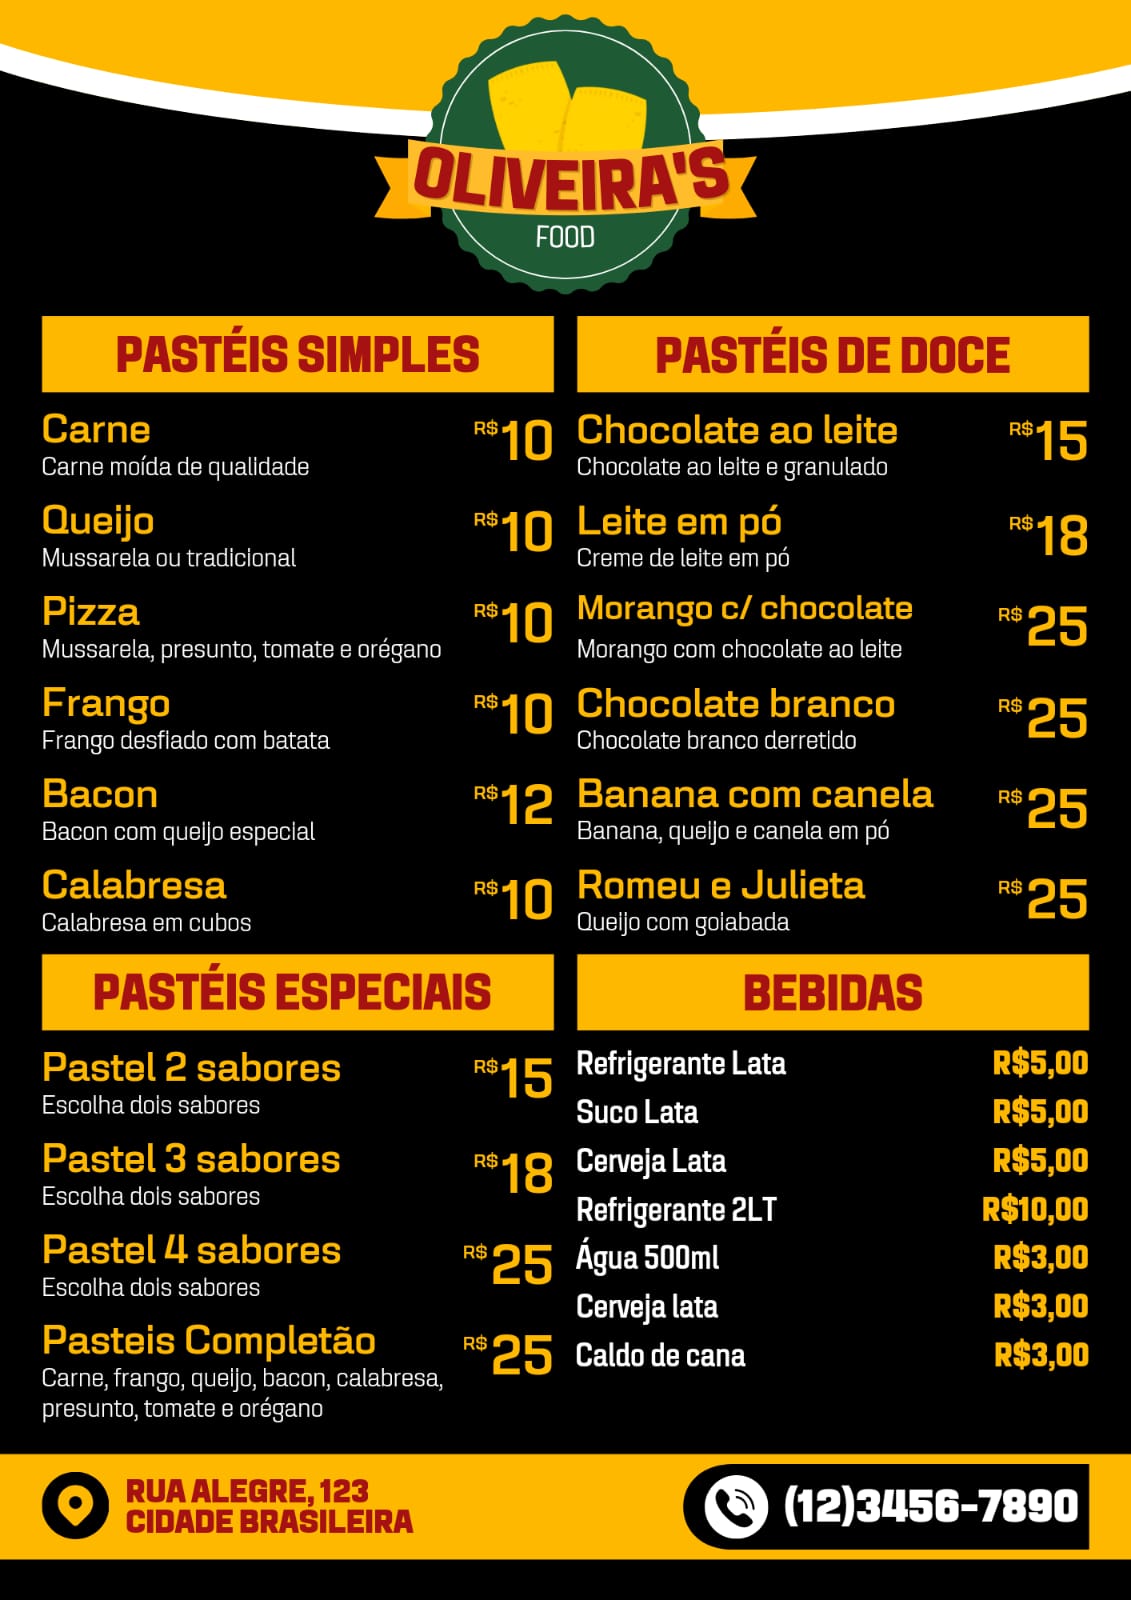 OLIVEIRA'S
FOOD
PASTÉIS SIMPLES
Carne R$10
Carne moída de qualidade
Queijo R$10
Mussarela ou tradicional
Pizza R$10
Mussarela, presunto, tomate e orégano
Frango R$10
Frango desfiado com batata
Bacon R$12
Bacon com queijo especial
Calabresa R$10
Calabresa em cubos
PASTÉIS DE DOCE
Chocolate ao leite R$15
Chocolate ao leite e granulado
Leite em pó R$18
Creme de leite em pó
Morango c/ chocolate R$25
Morango com chocolate ao leite
Chocolate branco R$25
Chocolate branco derretido
Banana com canela R$25
Banana, queijo e canela em pó
Romeu e Julieta R$25
Queijo com goiabada
PASTÉIS ESPECIAIS
Pastel 2 sabores R$15
Escolha dois sabores
Pastel 3 sabores R$18
Escolha dois sabores
Pastel 4 sabores R$25
Escolha dois sabores
Pasteis Completão R$25
Carne, frango, queijo, bacon, calabresa,
presunto, tomate e orégano
BEBIDAS
Refrigerante Lata R$5,00
Suco Lata R$5,00
Cerveja Lata R$5,00
Refrigerante 2LT R$10,00
Água 500ml R$3,00
Cerveja lata R$3,00
Caldo de cana R$3,00
RUA ALEGRE, 123
CIDADE BRASILEIRA
(12)3456-7890